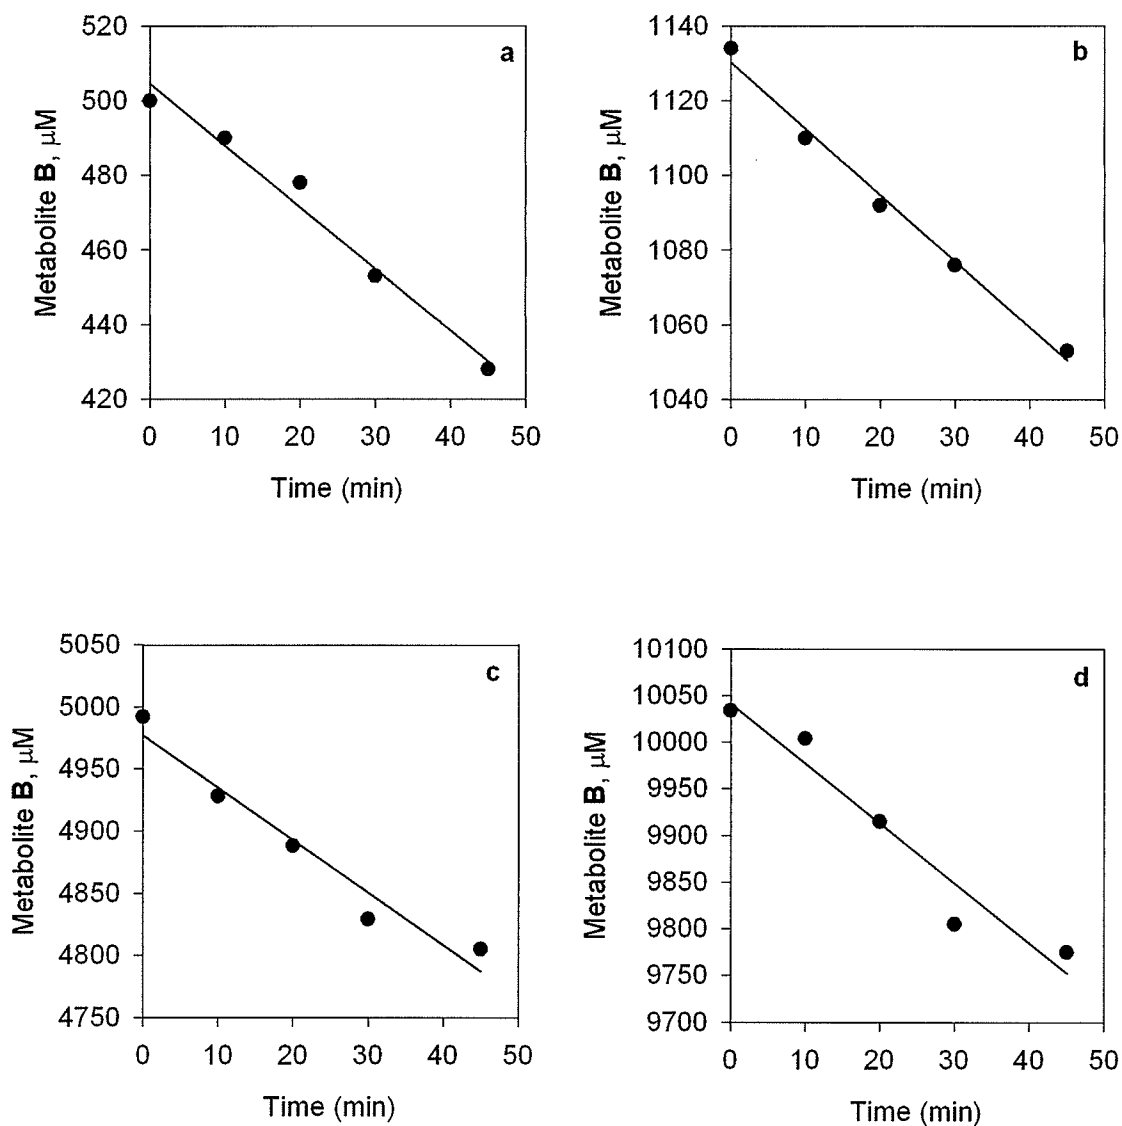 a
Metabolite B, μM
520
500
480
460
440
420
0 10 20 30 40 50
Time (min)
b
Metabolite B, μM
1140
1120
1100
1080
1060
1040
0 10 20 30 40 50
Time (min)
c
Metabolite B, μM
5050
5000
4950
4900
4850
4800
4750
0 10 20 30 40 50
Time (min)
d
Metabolite B, μM
10100
10050
10000
9950
9900
9850
9800
9750
9700
0 10 20 30 40 50
Time (min)